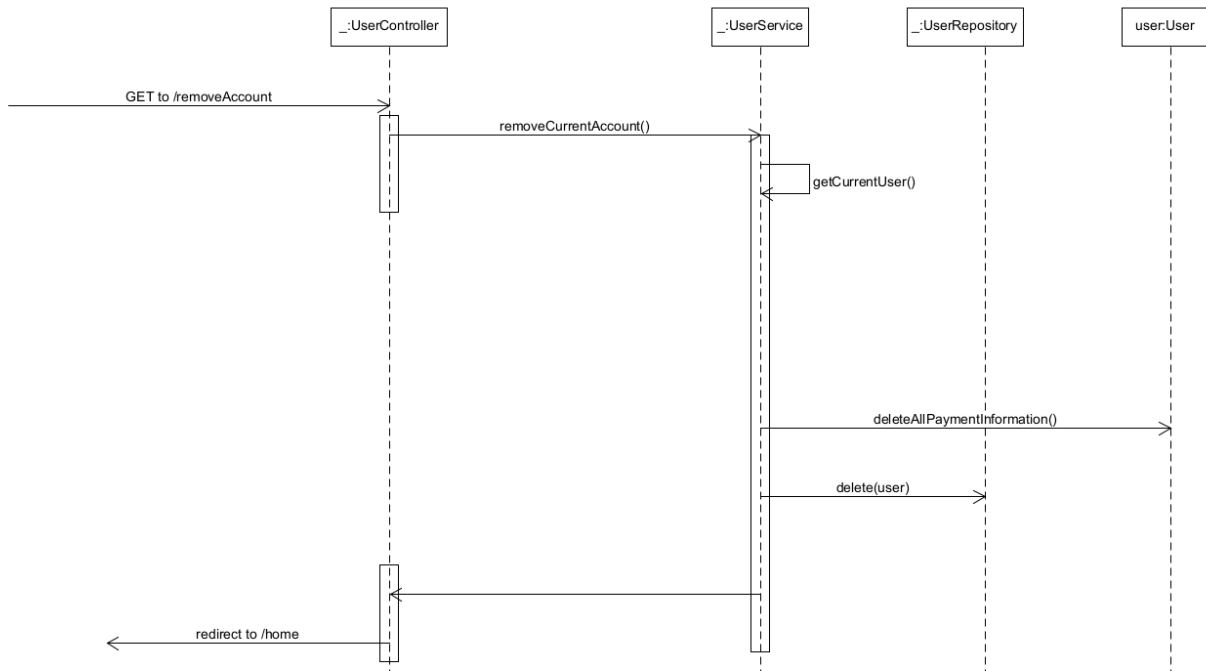 _:UserController
_:UserService
_:UserRepository
user:User
GET to /removeAccount
removeCurrentAccount()
getCurrentUser()
deleteAllPaymentInformation()
delete(user)
redirect to /home